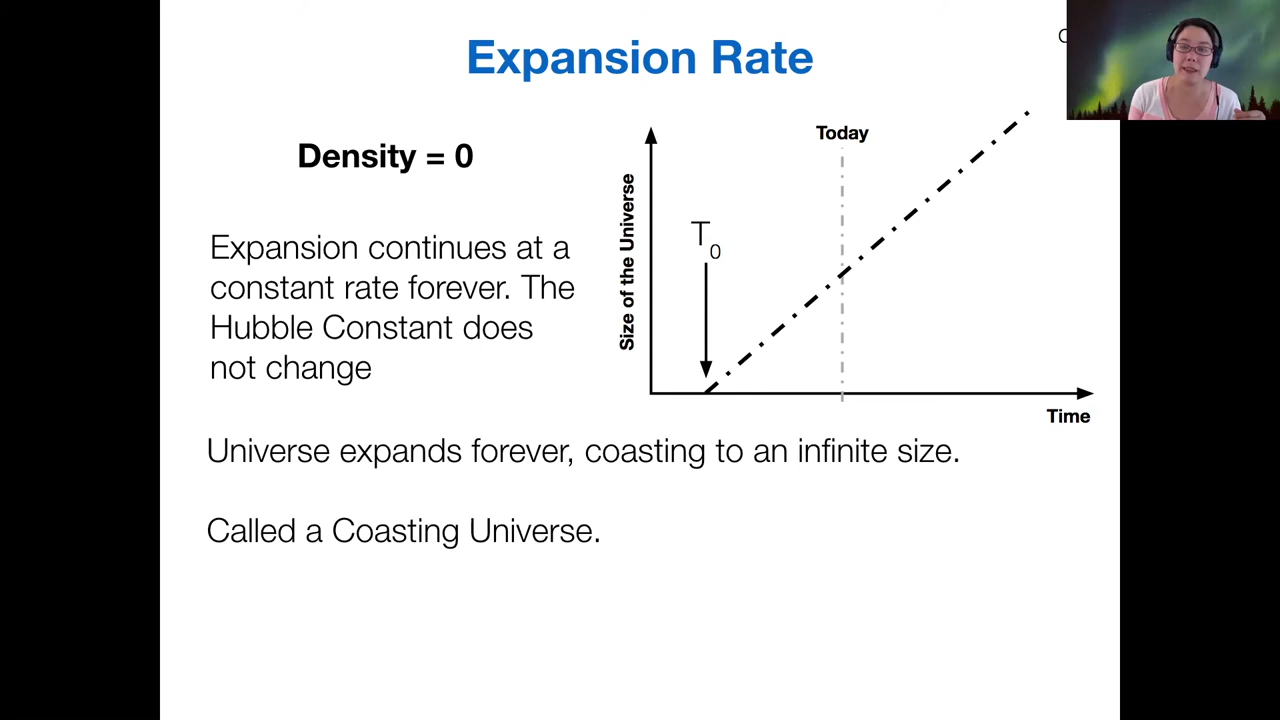 Expansion Rate
Density = 0
Expansion continues at a
constant rate forever. The
Hubble Constant does
not change
Today
T0
Size of the Universe
Time
Universe expands forever, coasting to an infinite size.
Called a Coasting Universe.